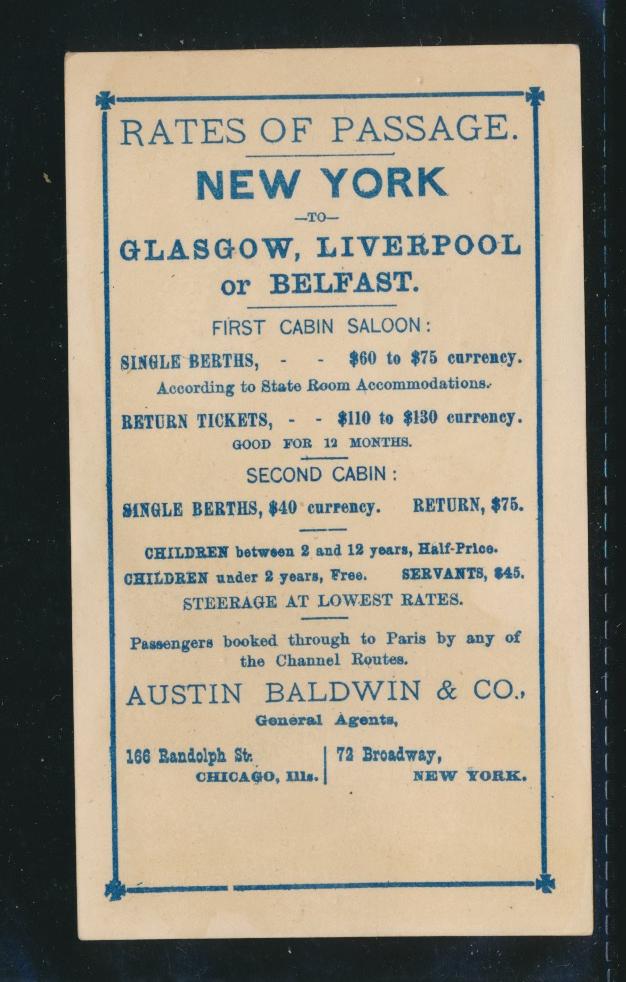 RATES OF PASSAGE.
NEW YORK
—TO—
GLASGOW, LIVERPOOL
or BELFAST.
FIRST CABIN SALOON:
SINGLE BERTHS, - - $60 to $75 currency.
According to State Room Accommodations.
RETURN TICKETS, - - $110 to $130 currency.
GOOD FOR 12 MONTHS.
SECOND CABIN:
SINGLE BERTHS, $40 currency. RETURN, $75.
CHILDREN between 2 and 12 years, Half-Price.
CHILDREN under 2 years, Free. SERVANTS, $45.
STEERAGE AT LOWEST RATES.
Passengers booked through to Paris by any of
the Channel Routes.
AUSTIN BALDWIN & CO.,
General Agents,
166 Randolph St. | 72 Broadway,
CHICAGO, Ills. | NEW YORK.